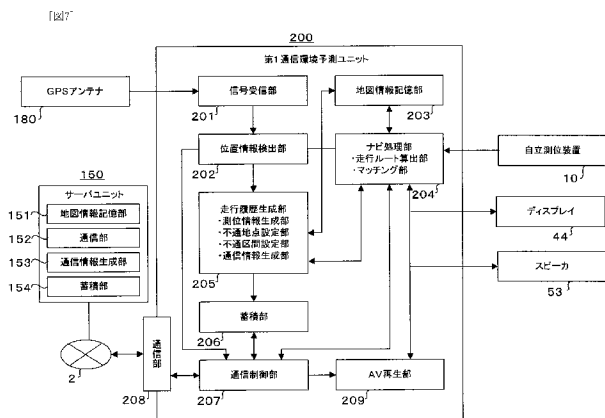 「図7」
200
第1通信環境予測ユニット
GPSアンテナ
180
信号受信部
201
地図情報記憶部
203
位置情報検出部
202
ナビ処理部
・走行ルート算出部
・マッチング部
204
自立測位装置
10
150
サーバユニット
151
地図情報記憶部
152
通信部
153
通信情報生成部
154
蓄積部
走行履歴生成部
・測位情報生成部
・不通地点設定部
・不通区間設定部
・通信情報生成部
205
ディスプレイ
44
スピーカ
53
蓄積部
206
2
通信部
208
通信制御部
207
AV再生部
209